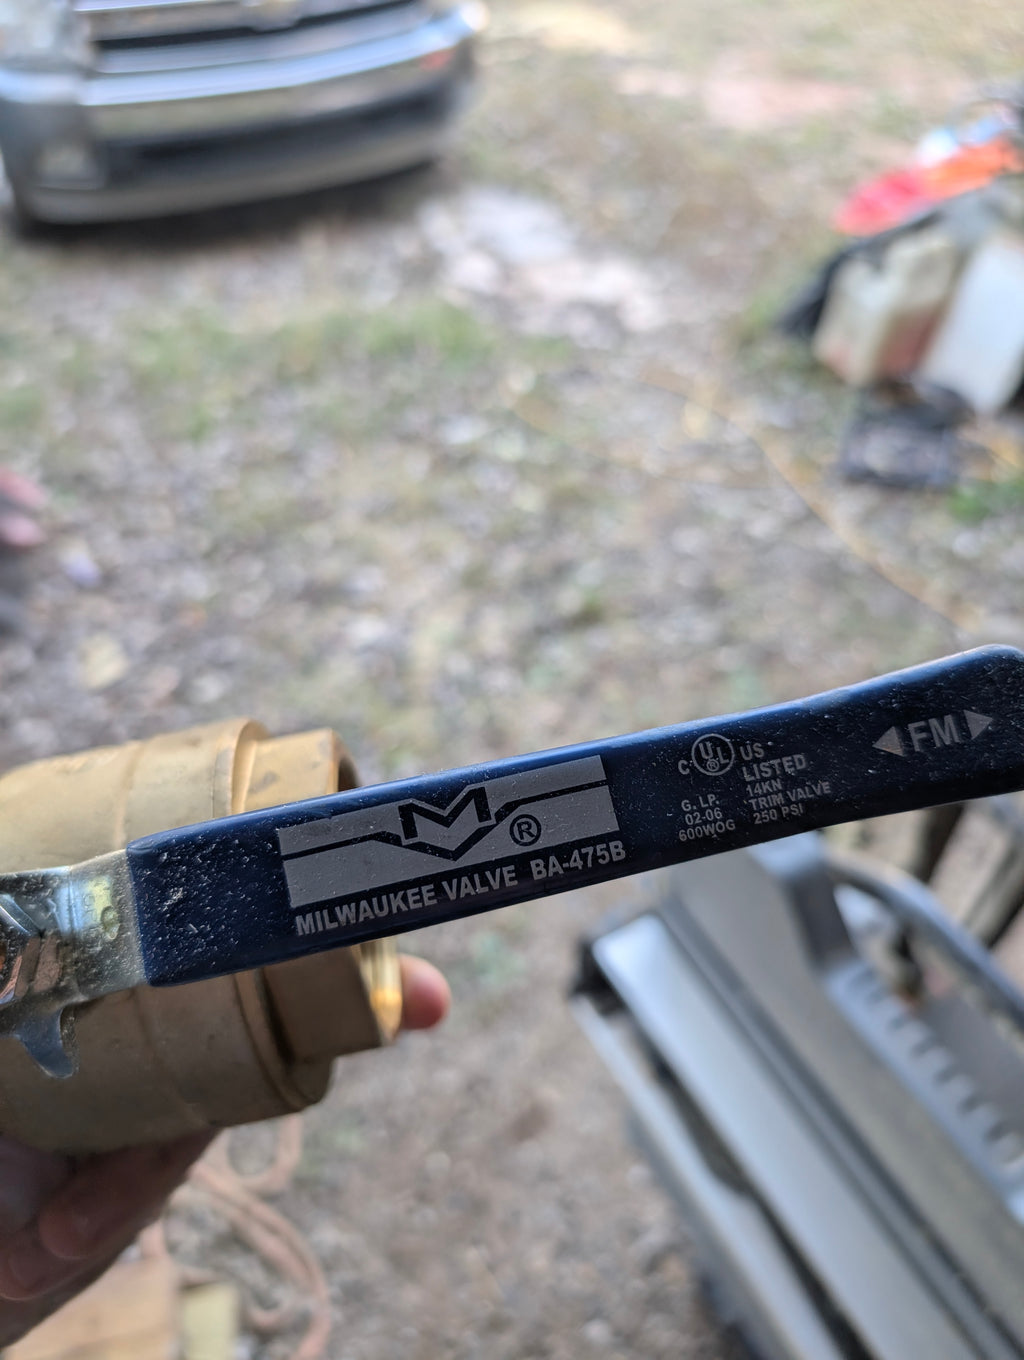 M
®
MILWAUKEE VALVE BA-475B
C UL US
LISTED
14KN
TRIM VALVE
250 PSI
G. LP.
02-06
600WOG
FM